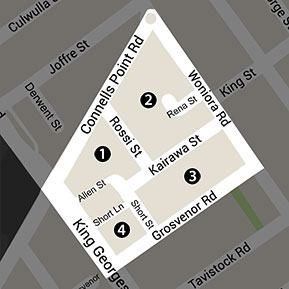 Culwulla
Joffre St
Derwent St
Connells Point Rd
Woniora Rd
King St
Rena St
Rossi St
Kairawa St
Allen St
Short Ln
Short St
Grosvenor Rd
King Georges
Tavistock Rd
1
2
3
4